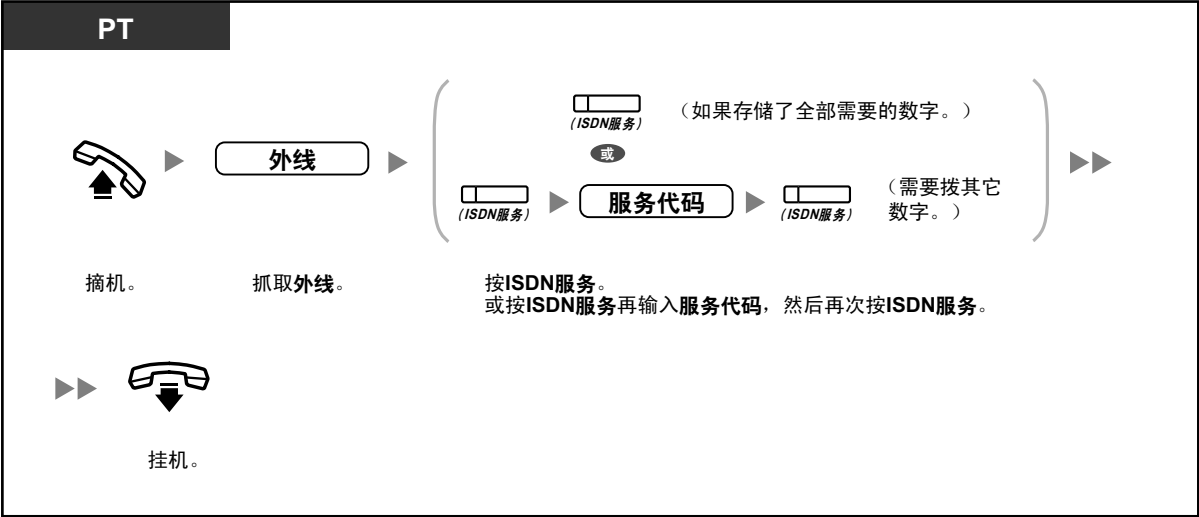 PT
外线
(ISDN服务)
（如果存储了全部需要的数字。）
或
(ISDN服务)
服务代码
(ISDN服务)
（需要拨其它
数字。）
摘机。
抓取外线。
按ISDN服务。
或按ISDN服务再输入服务代码，然后再次按ISDN服务。
挂机。